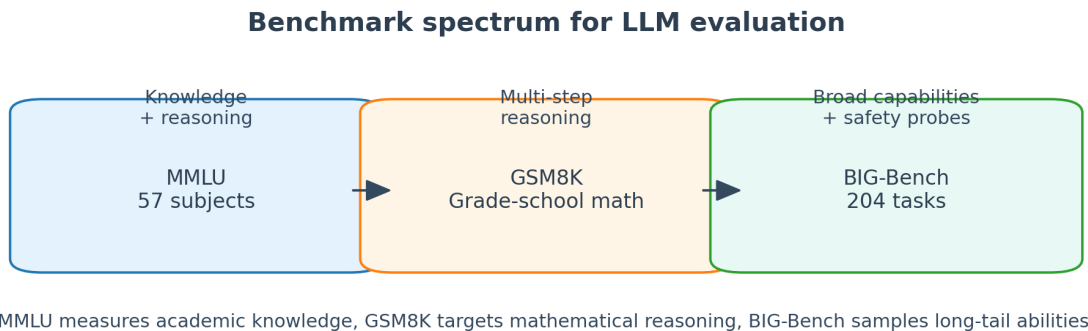 Benchmark spectrum for LLM evaluation
Knowledge
+ reasoning
MMLU
57 subjects
Multi-step
reasoning
GSM8K
Grade-school math
Broad capabilities
+ safety probes
BIG-Bench
204 tasks
MMLU measures academic knowledge, GSM8K targets mathematical reasoning, BIG-Bench samples long-tail abilities